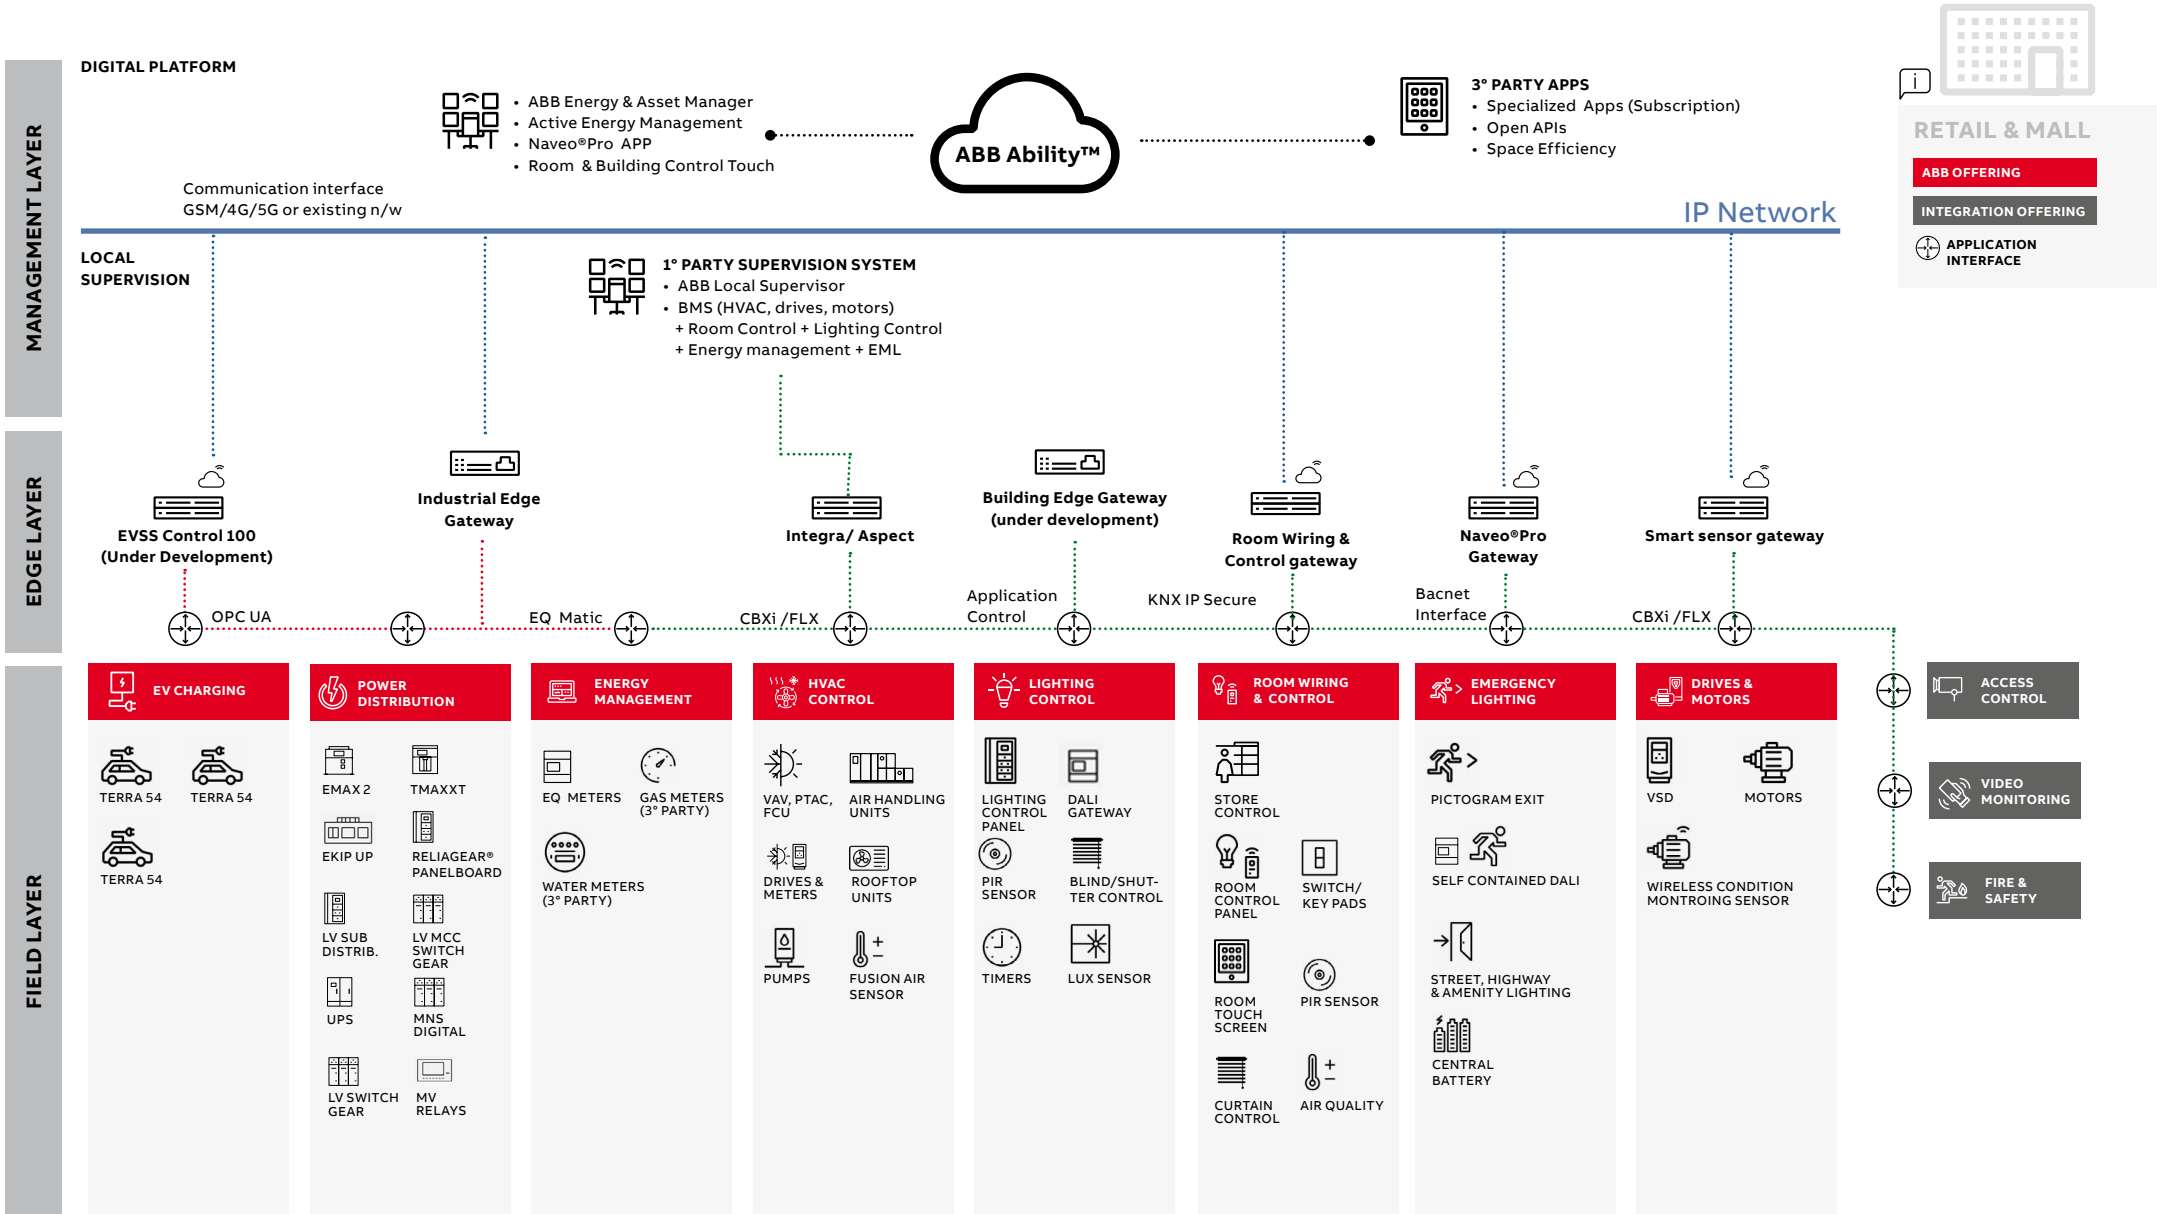 DIGITAL PLATFORM
MANAGEMENT LAYER
• ABB Energy & Asset Manager
• Active Energy Management
• Naveo®Pro APP
• Room & Building Control Touch
ABB Ability™
3° PARTY APPS
• Specialized Apps (Subscription)
• Open APIs
• Space Efficiency
i
RETAIL & MALL
ABB OFFERING
INTEGRATION OFFERING
APPLICATION
INTERFACE
Communication interface
GSM/4G/5G or existing n/w
IP Network
LOCAL
SUPERVISION
1° PARTY SUPERVISION SYSTEM
• ABB Local Supervisor
• BMS (HVAC, drives, motors)
+ Room Control + Lighting Control
+ Energy management + EML
EDGE LAYER
EVSS Control 100
(Under Development)
Industrial Edge
Gateway
Integra/ Aspect
Building Edge Gateway
(under development)
Room Wiring &
Control gateway
Naveo®Pro
Gateway
Smart sensor gateway
OPC UA
EQ Matic
CBXi /FLX
Application
Control
KNX IP Secure
Bacnet
Interface
CBXi /FLX
FIELD LAYER
EV CHARGING
TERRA 54
TERRA 54
TERRA 54
POWER
DISTRIBUTION
EMAX 2
TMAXXT
EKIP UP
RELIAGEAR®
PANELBOARD
LV SUB
DISTRIB.
LV MCC
SWITCH
GEAR
UPS
MNS
DIGITAL
LV SWITCH
GEAR
MV
RELAYS
ENERGY
MANAGEMENT
EQ METERS
GAS METERS
(3° PARTY)
WATER METERS
(3° PARTY)
HVAC
CONTROL
VAV, PTAC,
FCU
AIR HANDLING
UNITS
DRIVES &
METERS
ROOFTOP
UNITS
PUMPS
FUSION AIR
SENSOR
LIGHTING
CONTROL
LIGHTING
CONTROL
PANEL
DALI
GATEWAY
PIR
SENSOR
BLIND/SHUT-
TER CONTROL
TIMERS
LUX SENSOR
ROOM WIRING
& CONTROL
STORE
CONTROL
ROOM
CONTROL
PANEL
SWITCH/
KEY PADS
ROOM
TOUCH
SCREEN
PIR SENSOR
CURTAIN
CONTROL
AIR QUALITY
EMERGENCY
LIGHTING
PICTOGRAM EXIT
SELF CONTAINED DALI
STREET, HIGHWAY
& AMENITY LIGHTING
CENTRAL
BATTERY
DRIVES &
MOTORS
VSD
MOTORS
WIRELESS CONDITION
MONTROING SENSOR
ACCESS
CONTROL
VIDEO
MONITORING
FIRE &
SAFETY